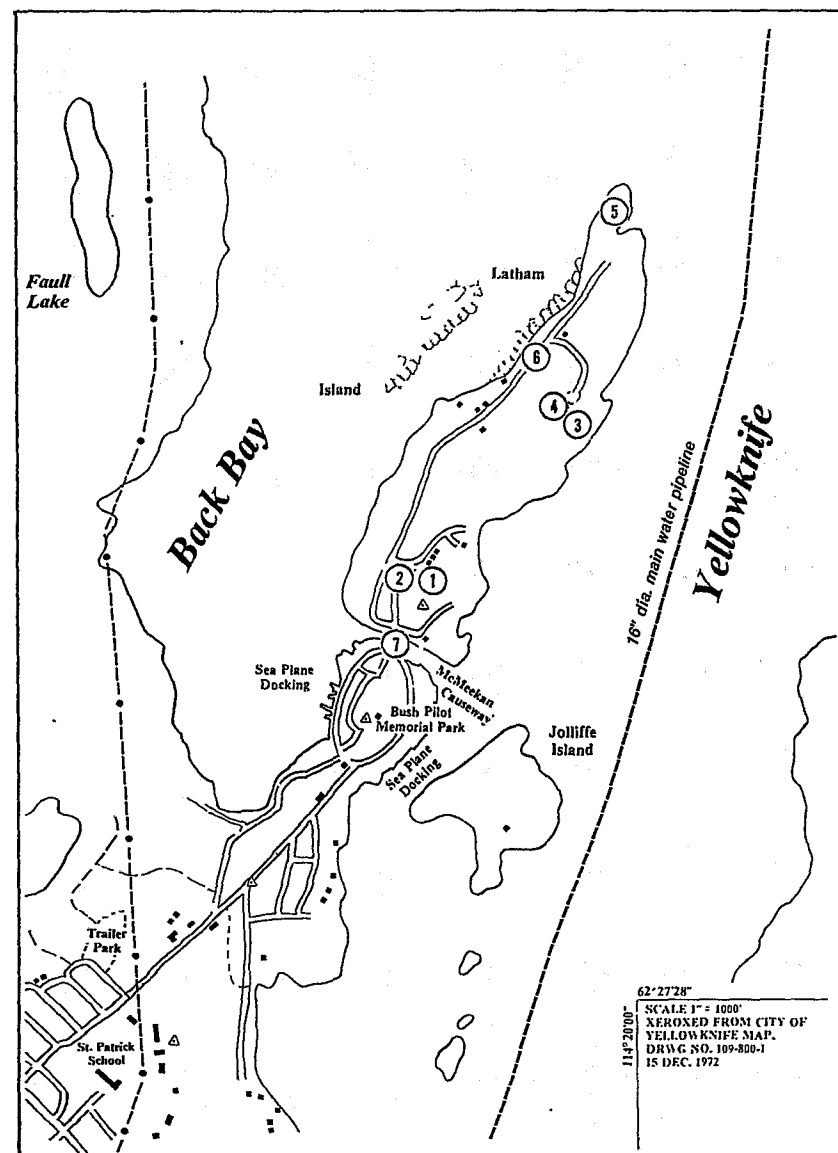 5
Latham
Faull
Lake
6
Island
4
3
Back Bay
Yellowknife
16" dia. main water pipeline
2
1
7
Sea Plane
Docking
McMeekan
Causeway
Bush Pilot
Memorial Park
Jolliffe
Island
Sea Plane
Docking
Trailer
Park
St. Patrick
School
62°27'28"
114°20'00"
SCALE 1" = 1000'
XEROXED FROM CITY OF
YELLOWKNIFE MAP.
DRWG NO. 109-800-1
15 DEC. 1972